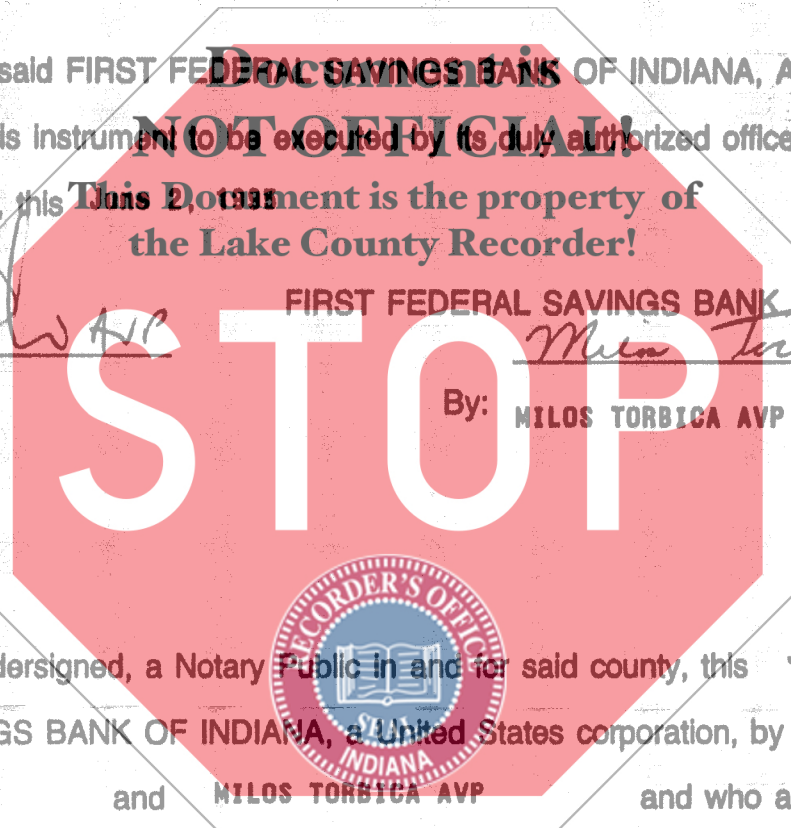 Document is
said FIRST FEDERAL SAVINGS BANK OF INDIANA, A
NOT OFFICIAL!
is instrument to be executed by its duly authorized office
This Document is the property of
, this June 2, 1995
the Lake County Recorder!
AVP
FIRST FEDERAL SAVINGS BANK
Milos
By: MILOS TORBICA AVP
STOP
RECORDER'S OFFICE
dersigned, a Notary Public in and for said county, this
SEAL
GS BANK OF INDIANA, a United States corporation, by
INDIANA
and MILOS TORBICA AVP and who a